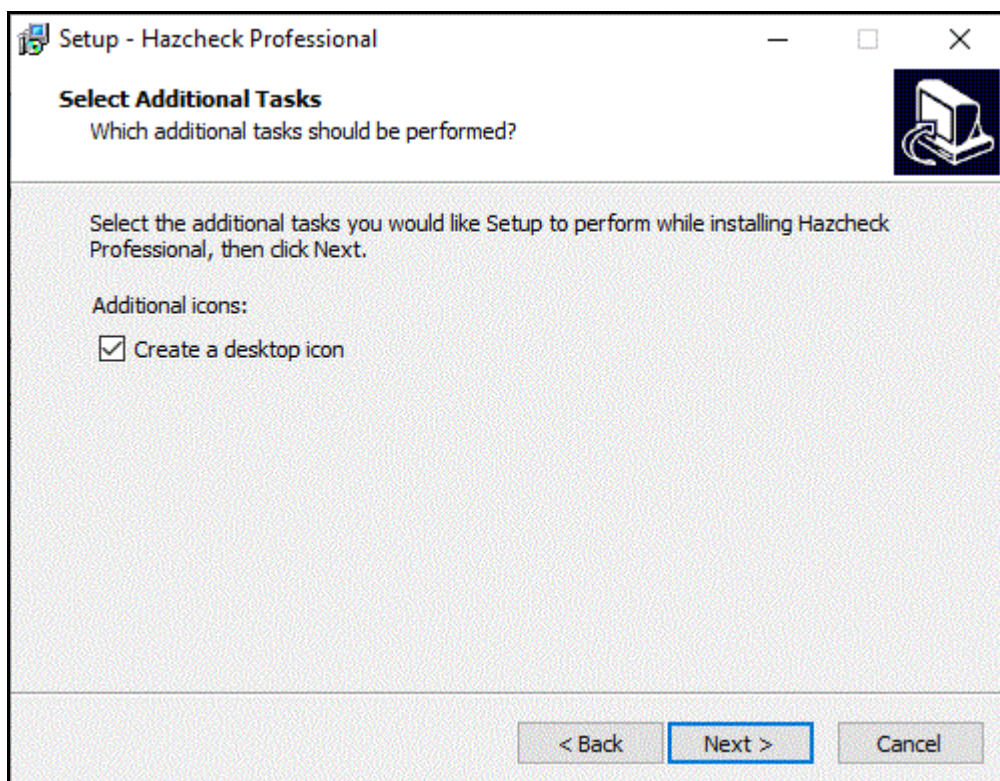 Setup - Hazcheck Professional
Select Additional Tasks
Which additional tasks should be performed?
Select the additional tasks you would like Setup to perform while installing Hazcheck
Professional, then click Next.
Additional icons:
Create a desktop icon
< Back
Next >
Cancel